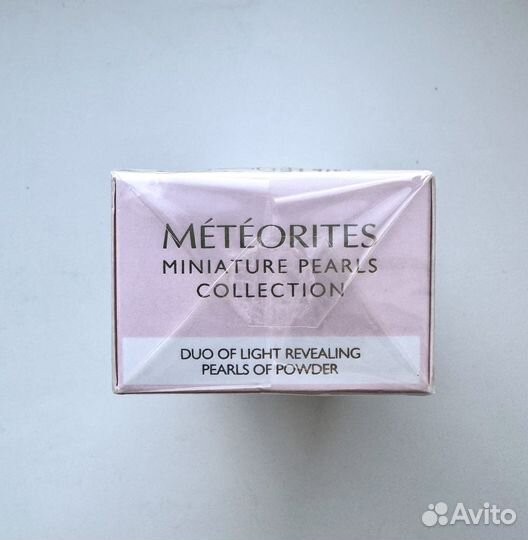 MÉTÉORITES
MINIATURE PEARLS
COLLECTION
DUO OF LIGHT REVEALING
PEARLS OF POWDER
Avito